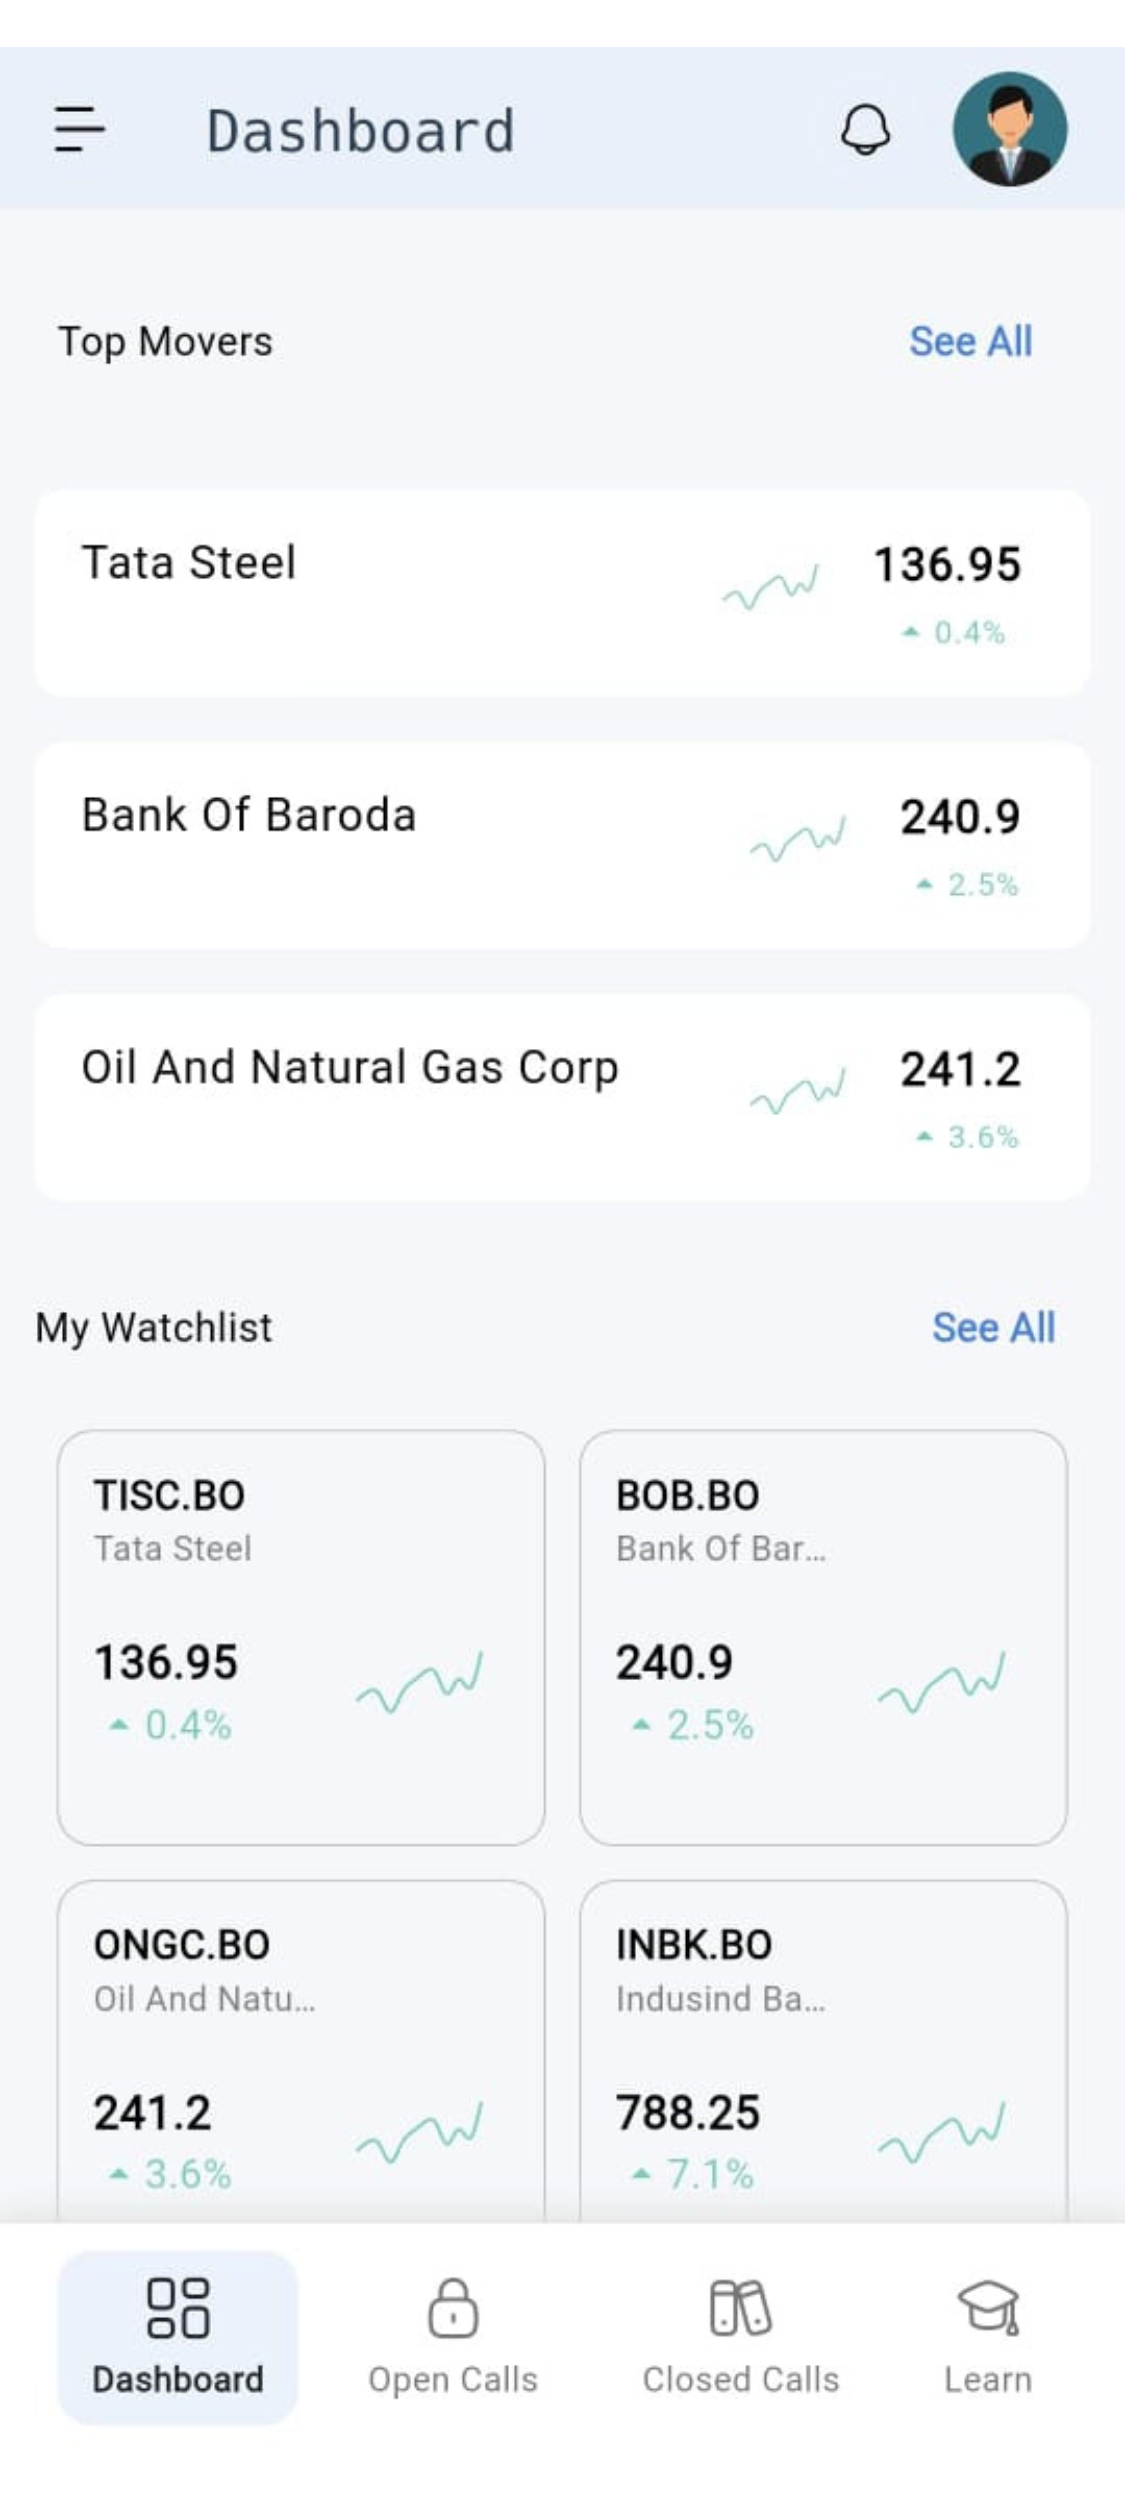 Dashboard
Top Movers
See All
Tata Steel
136.95
0.4%
Bank Of Baroda
240.9
2.5%
Oil And Natural Gas Corp
241.2
3.6%
My Watchlist
See All
TISC.BO
Tata Steel
136.95
0.4%
BOB.BO
Bank Of Bar...
240.9
2.5%
ONGC.BO
Oil And Natu...
241.2
3.6%
INBK.BO
Indusind Ba...
788.25
7.1%
Dashboard
Open Calls
Closed Calls
Learn